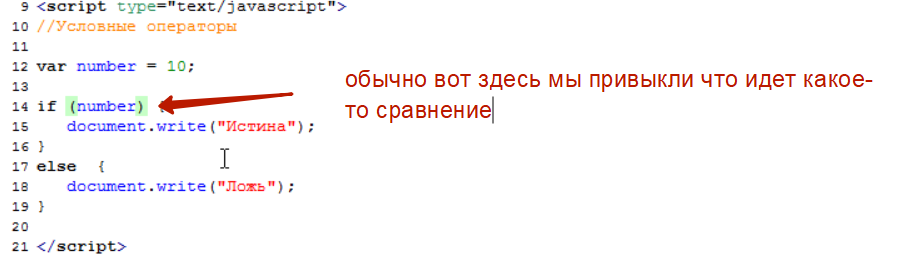 9 <script type="text/javascript">
10 //Условные операторы
11
12 var number = 10;
13
14 if (number) {
обычно вот здесь мы привыкли что идет какое-
то сравнение
15 document.write("Истина");
16 }
17 else {
18 document.write("Ложь");
19 }
20
21 </script>